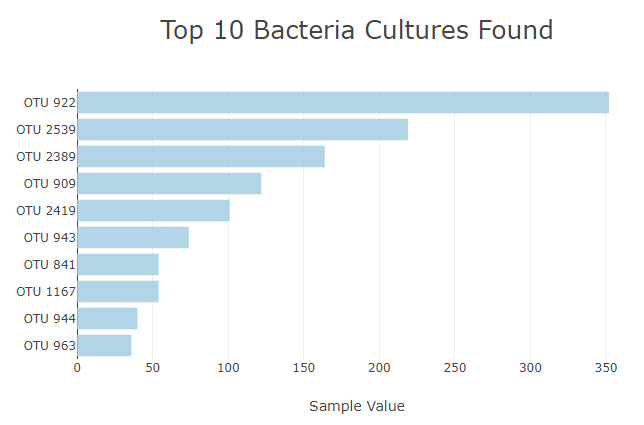 Top 10 Bacteria Cultures Found
OTU 922
OTU 2539
OTU 2389
OTU 909
OTU 2419
OTU 943
OTU 841
OTU 1167
OTU 944
OTU 963
0 50 100 150 200 250 300 350
Sample Value